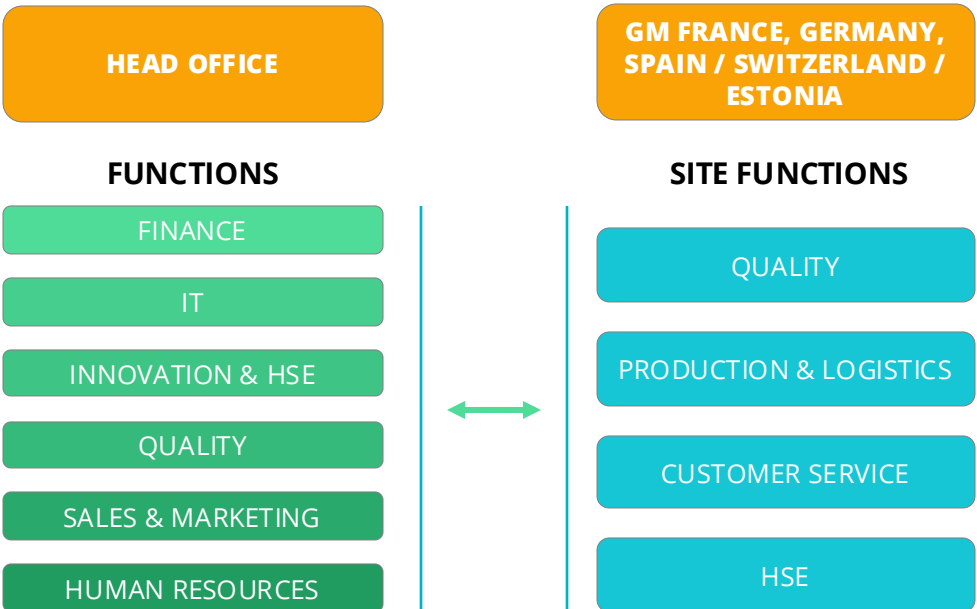 HEAD OFFICE
FUNCTIONS
FINANCE
IT
INNOVATION & HSE
QUALITY
SALES & MARKETING
HUMAN RESOURCES
GM FRANCE, GERMANY,
SPAIN / SWITZERLAND /
ESTONIA
SITE FUNCTIONS
QUALITY
PRODUCTION & LOGISTICS
CUSTOMER SERVICE
HSE